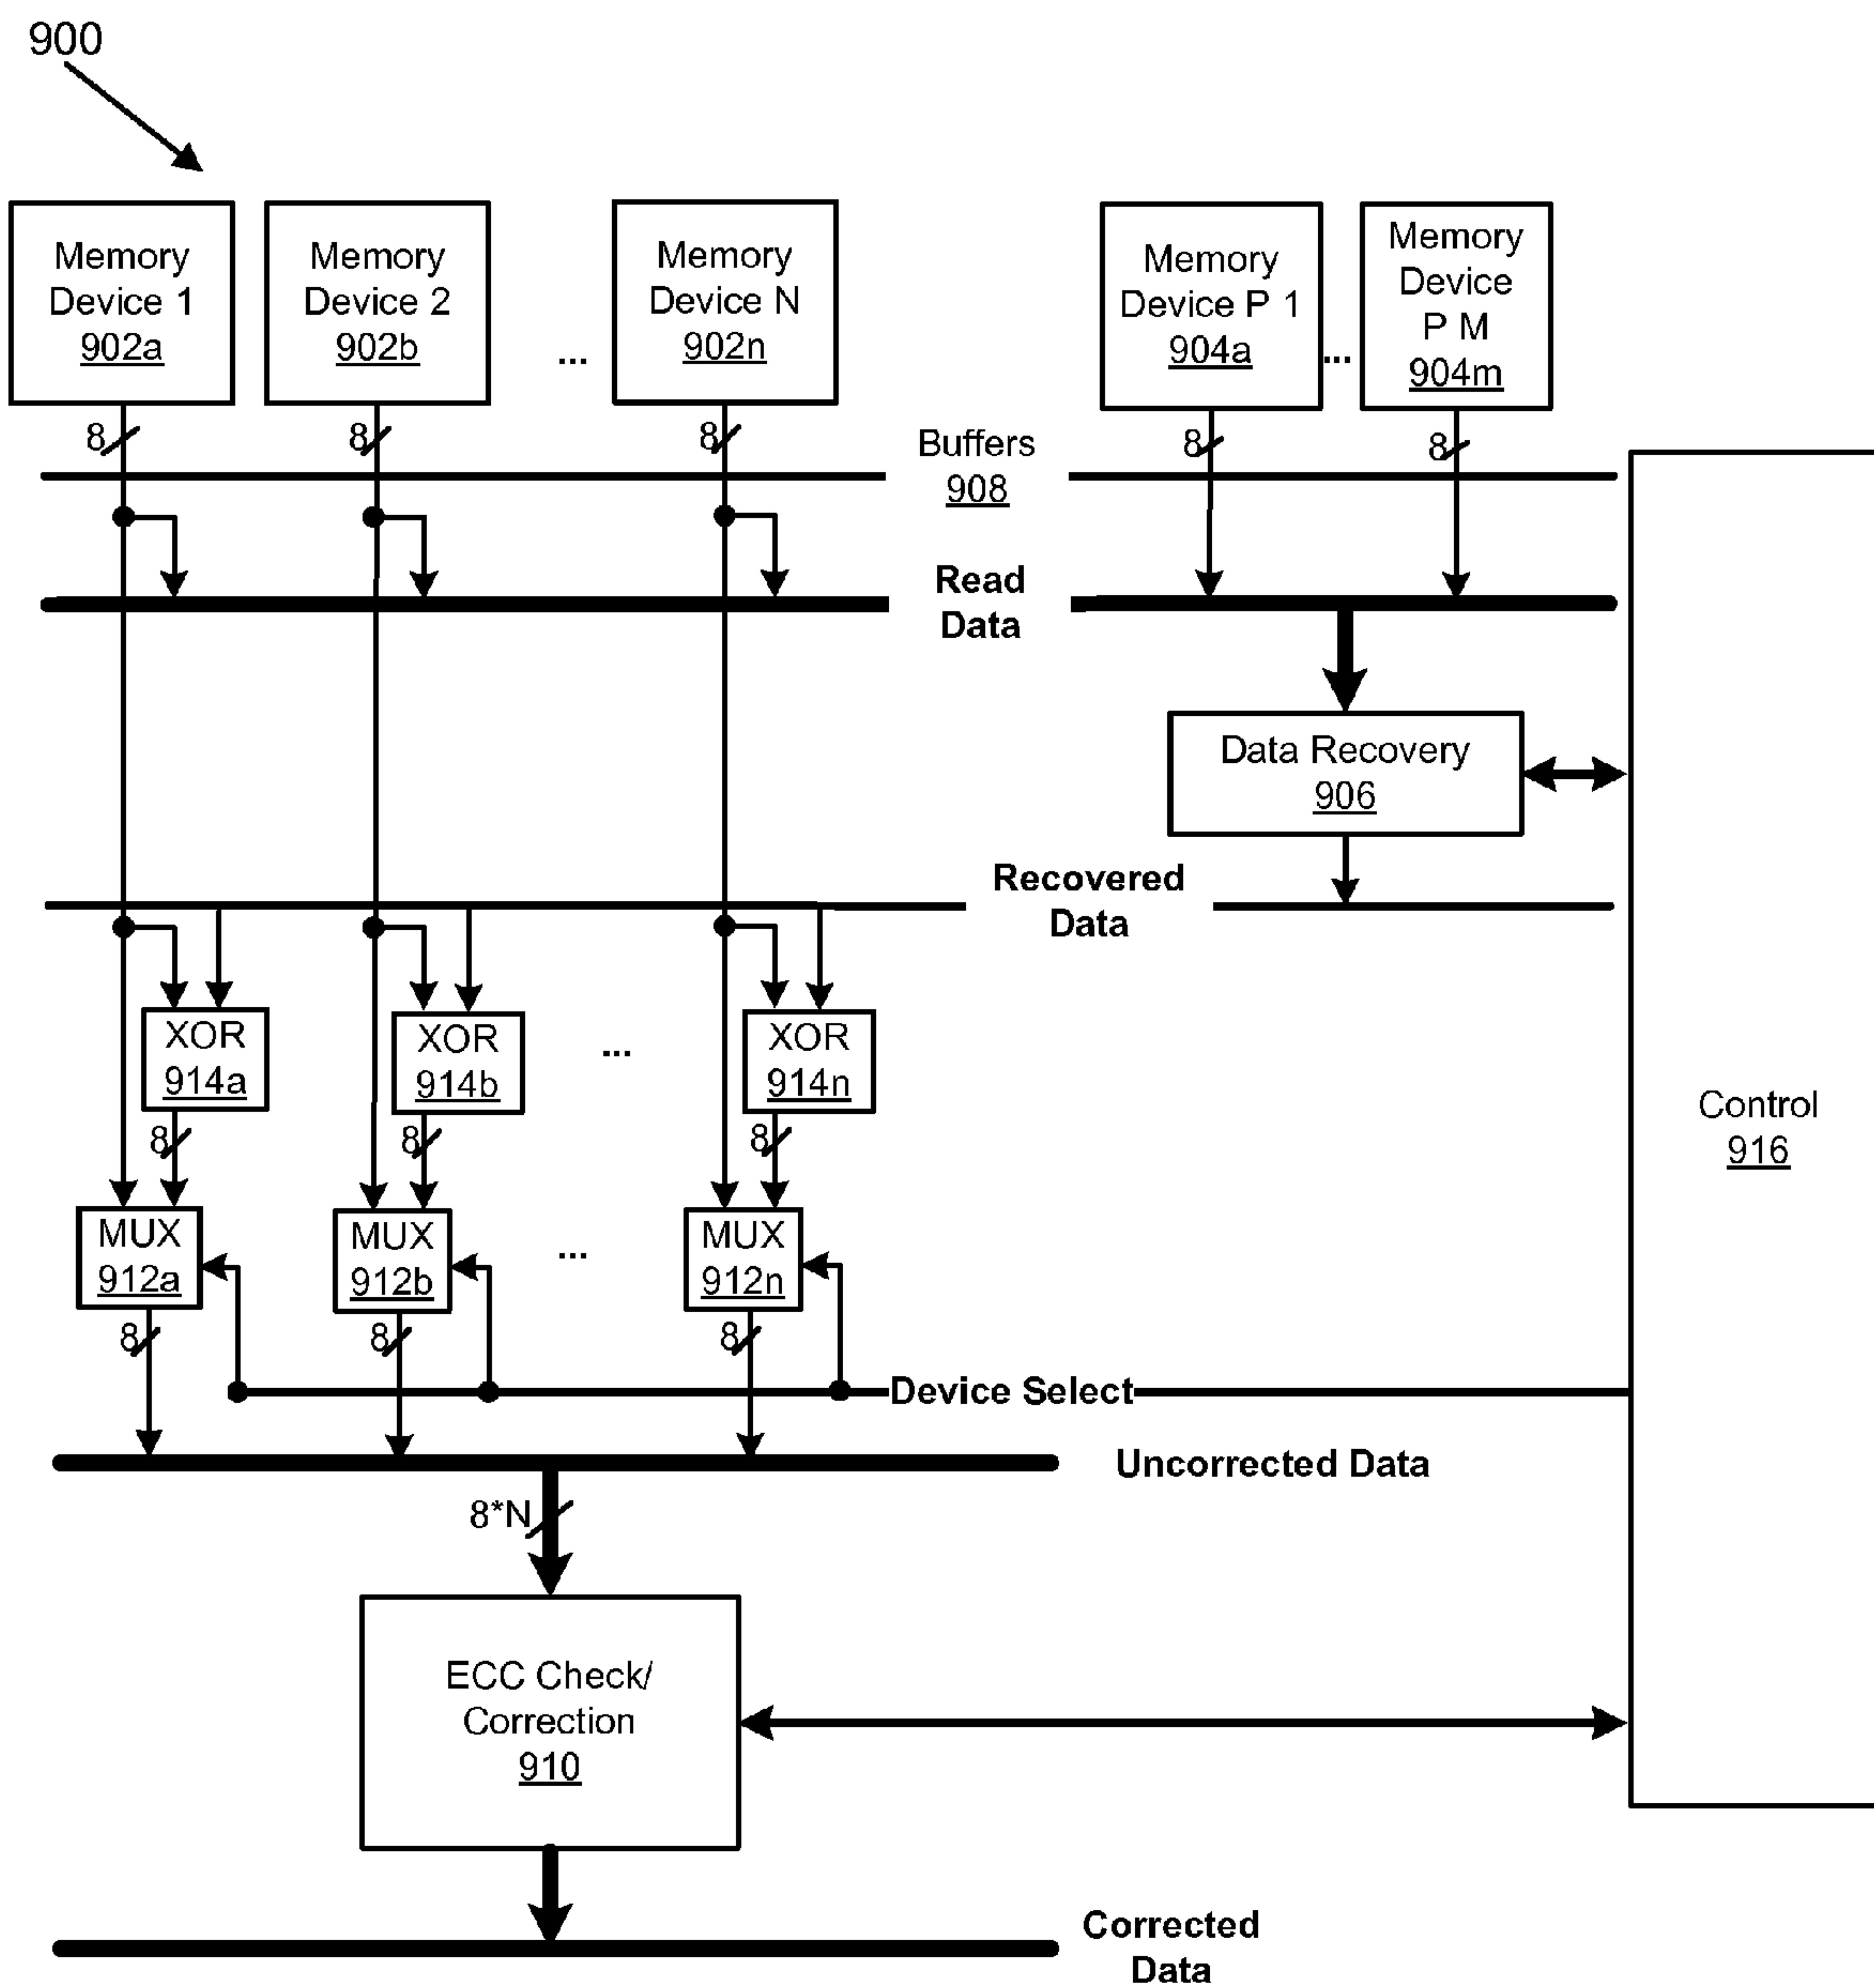 900
Memory
Device 1
902a
Memory
Device 2
902b
...
Memory
Device N
902n
Memory
Device P 1
904a
...
Memory
Device
P M
904m
8
8
8
Buffers
908
8
8
Read
Data
Data Recovery
906
Recovered
Data
XOR
914a
XOR
914b
...
XOR
914n
Control
916
8
8
8
MUX
912a
MUX
912b
...
MUX
912n
8
8
8
Device Select
Uncorrected Data
8*N
ECC Check/
Correction
910
Corrected
Data